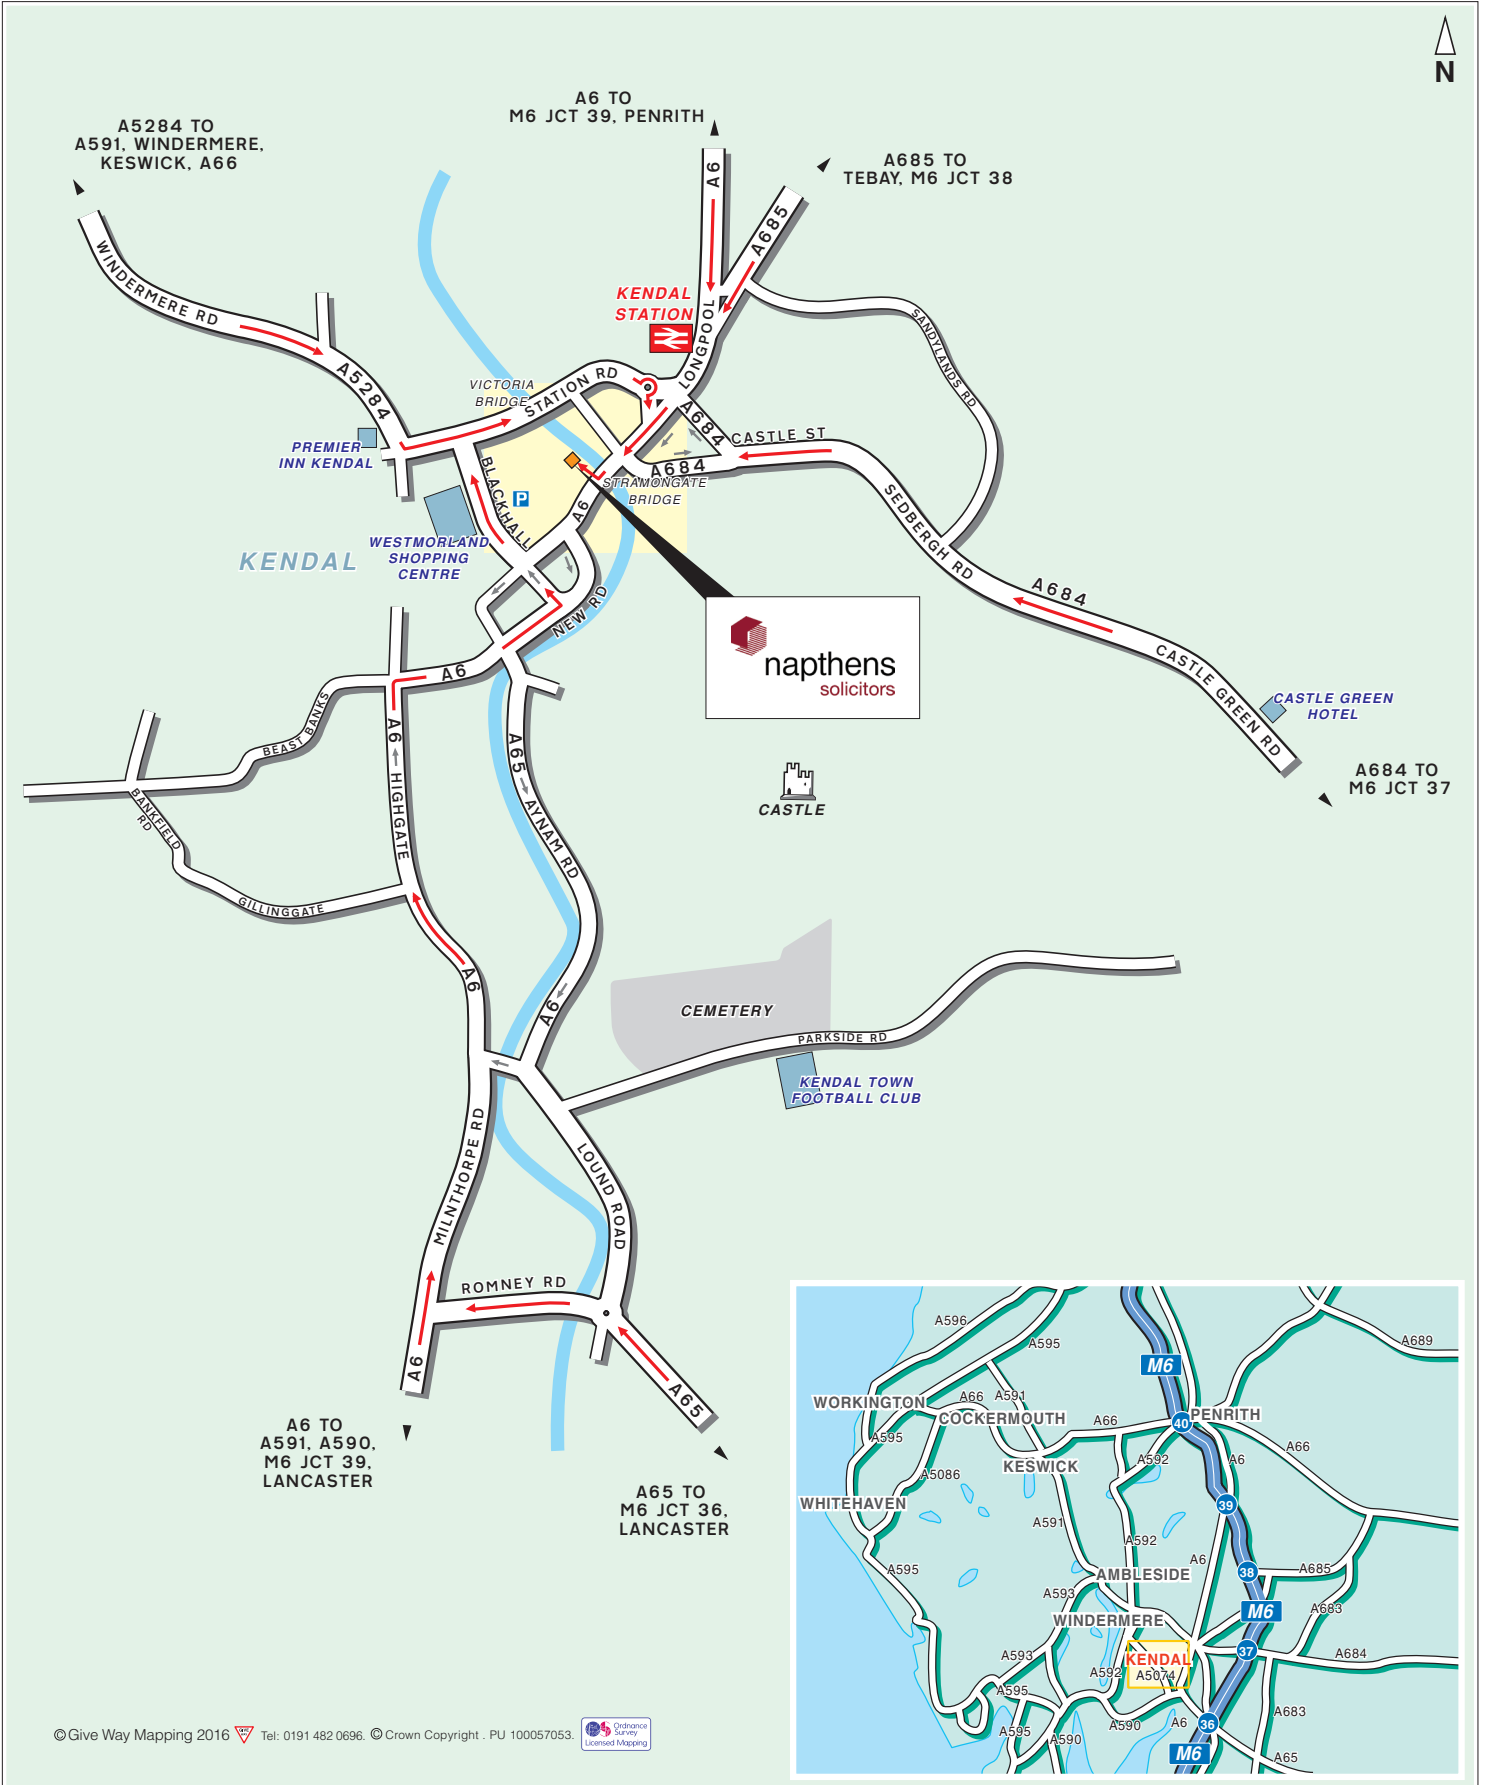 N
A6 TO
M6 JCT 39, PENRITH
A5284 TO
A591, WINDERMERE,
KESWICK, A66
A685 TO
TEBAY, M6 JCT 38
A6
A685
WINDERMERE RD
KENDAL
STATION
LONGPOOL
SANDYLANDS RD
A5284
VICTORIA
BRIDGE
STATION RD
A684
CASTLE ST
PREMIER
INN KENDAL
A684
STRAMONGATE
BRIDGE
BLACKHALL
P
A6
SEDBERGH RD
WESTMORLAND
SHOPPING
CENTRE
KENDAL
A684
NEW RD
napthens
solicitors
CASTLE GREEN RD
CASTLE GREEN
HOTEL
A6
BEAST BANKS
A6
HIGHGATE
A65
AYNAM RD
CASTLE
A684 TO
M6 JCT 37
BANKFIELD
RD
GILLINGGATE
A6
A6
CEMETERY
PARKSIDE RD
KENDAL TOWN
FOOTBALL CLUB
MILNTHORPE RD
LOUND ROAD
ROMNEY RD
A6
A65
A6 TO
A591, A590,
M6 JCT 39,
LANCASTER
A65 TO
M6 JCT 36,
LANCASTER
A596
A595
M6
A689
WORKINGTON
A66
A591
COCKERMOUTH
A66
40
PENRITH
A595
A66
A592
A6
KESWICK
A5086
WHITEHAVEN
39
A591
A592
A6
A595
AMBLESIDE
38
A685
A593
M6
A683
WINDERMERE
37
A593
KENDAL
A684
A592
A5074
A595
A683
A595
A590
A590
A6
36
M6
A65
©Give Way Mapping 2016
GIVE
WAY
Tel: 0191 482 0696. © Crown Copyright . PU 100057053.
Ordnance
Survey
Licensed Mapping